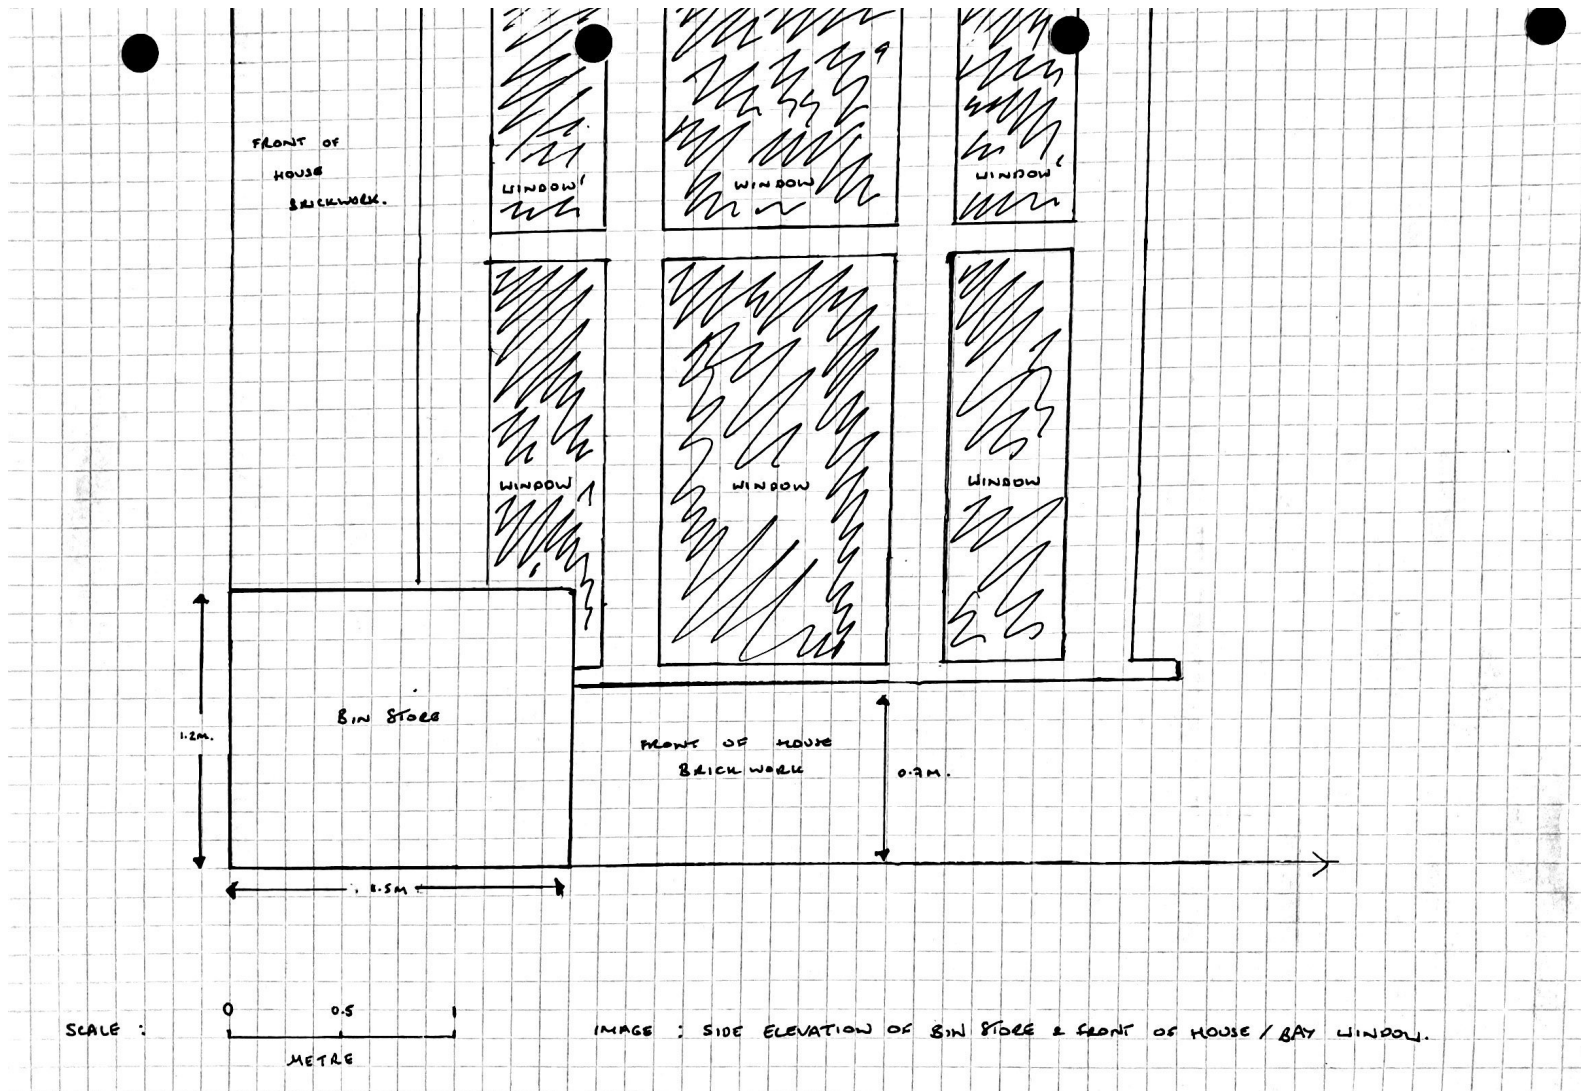 FRONT OF
HOUSE
BRICKWORK.
WINDOW
WINDOW
WINDOW
WINDOW
WINDOW
WINDOW
BIN STORE
1.2M.
FRONT OF HOUSE
BRICKWORK
0.7M.
1.5M
SCALE :
0 0.5 1
METRE
IMAGE : SIDE ELEVATION OF BIN STORE & FRONT OF HOUSE / BAY WINDOW.